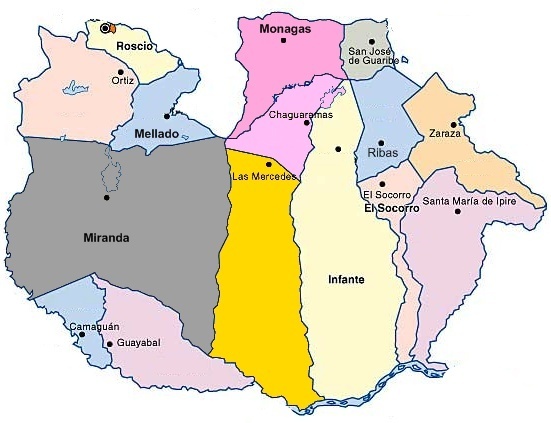 Monagas
Roscio
San José
de Guaribe
Ortiz
Chaguaramas
Mellado
Zaraza
Ribas
Las Mercedes
El Socorro
El Socorro
Santa María de Ipire
Miranda
Infante
Camaguán
Guayabal